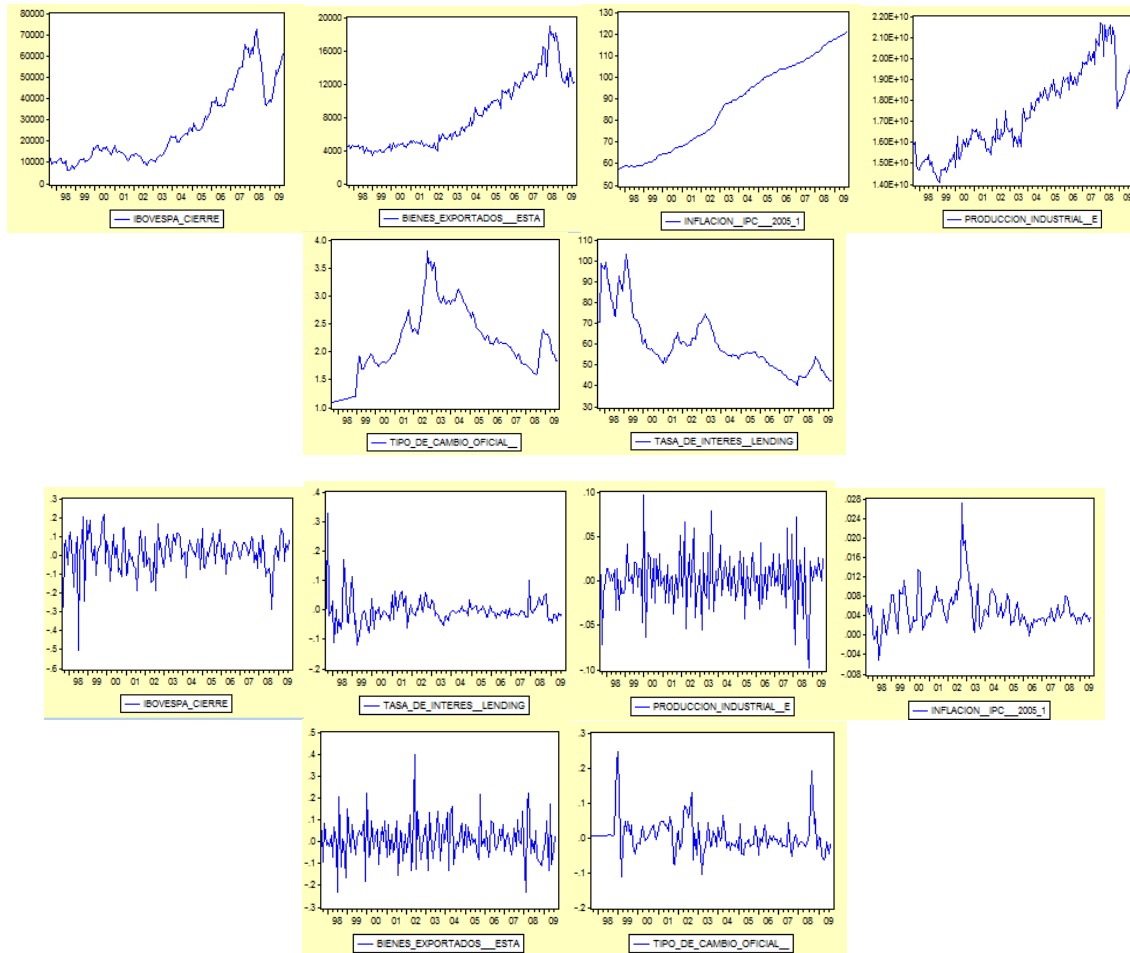 80000
70000
60000
50000
40000
30000
20000
10000
0
98 99 00 01 02 03 04 05 06 07 08 09
IBOVESPA_CIERRE
20000
16000
12000
8000
4000
0
98 99 00 01 02 03 04 05 06 07 08 09
BIENES_EXPORTADOS___ESTA
130
120
110
100
90
80
70
60
50
98 99 00 01 02 03 04 05 06 07 08 09
INFLACION__IPC___2005_1
2.20E+10
2.10E+10
2.00E+10
1.90E+10
1.80E+10
1.70E+10
1.60E+10
1.50E+10
1.40E+10
98 99 00 01 02 03 04 05 06 07 08 09
PRODUCCION_INDUSTRIAL__E
4.0
3.5
3.0
2.5
2.0
1.5
1.0
98 99 00 01 02 03 04 05 06 07 08 09
TIPO_DE_CAMBIO_OFICIAL__
110
100
90
80
70
60
50
40
30
98 99 00 01 02 03 04 05 06 07 08 09
TASA_DE_INTERES__LENDING
.3
.2
.1
.0
-.1
-.2
-.3
-.4
-.5
-.6
98 99 00 01 02 03 04 05 06 07 08 09
IBOVESPA_CIERRE
.4
.3
.2
.1
.0
-.1
-.2
98 99 00 01 02 03 04 05 06 07 08 09
TASA_DE_INTERES__LENDING
.10
.05
.00
-.05
-.10
98 99 00 01 02 03 04 05 06 07 08 09
PRODUCCION_INDUSTRIAL__E
.028
.024
.020
.016
.012
.008
.004
.000
-.004
-.008
98 99 00 01 02 03 04 05 06 07 08 09
INFLACION__IPC___2005_1
.5
.4
.3
.2
.1
.0
-.1
-.2
-.3
98 99 00 01 02 03 04 05 06 07 08 09
BIENES_EXPORTADOS___ESTA
.3
.2
.1
.0
-.1
-.2
98 99 00 01 02 03 04 05 06 07 08 09
TIPO_DE_CAMBIO_OFICIAL__